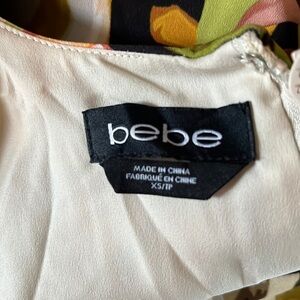 bebe
MADE IN CHINA
FABRIQUÉ EN CHINE
XS/TP